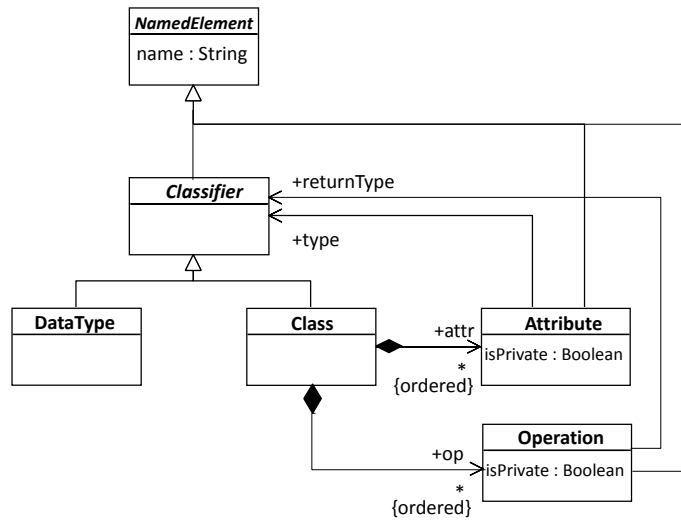 NamedElement
name : String
Classifier
+returnType
+type
DataType
Class
+attr
*
{ordered}
Attribute
isPrivate : Boolean
+op
*
{ordered}
Operation
isPrivate : Boolean